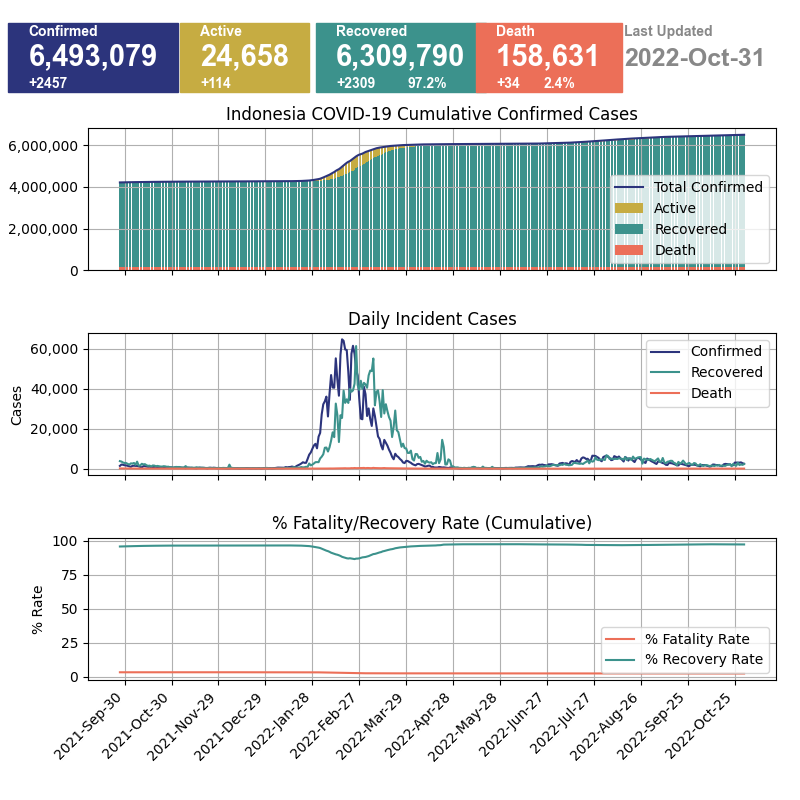 Confirmed
6,493,079
+2457
Active
24,658
+114
Recovered
6,309,790
+2309 97.2%
Death
158,631
+34 2.4%
Last Updated
2022-Oct-31
Indonesia COVID-19 Cumulative Confirmed Cases
6,000,000
4,000,000
2,000,000
0
Total Confirmed
Active
Recovered
Death
Daily Incident Cases
60,000
40,000
20,000
0
Cases
Confirmed
Recovered
Death
% Fatality/Recovery Rate (Cumulative)
100
75
50
25
0
% Rate
% Fatality Rate
% Recovery Rate
2021-Sep-30
2021-Oct-30
2021-Nov-29
2021-Dec-29
2022-Jan-28
2022-Feb-27
2022-Mar-29
2022-Apr-28
2022-May-28
2022-Jun-27
2022-Jul-27
2022-Aug-26
2022-Sep-25
2022-Oct-25